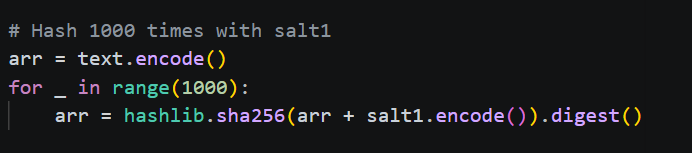 # Hash 1000 times with salt1
arr = text.encode()
for _ in range(1000):
    arr = hashlib.sha256(arr + salt1.encode()).digest()